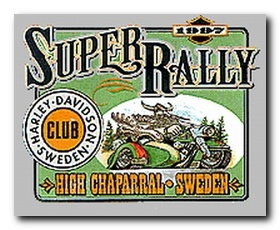 1997
SUPER RALLY
HARLEY-DAVIDSON
CLUB
SWEDEN
HIGH CHAPARRAL · SWEDEN